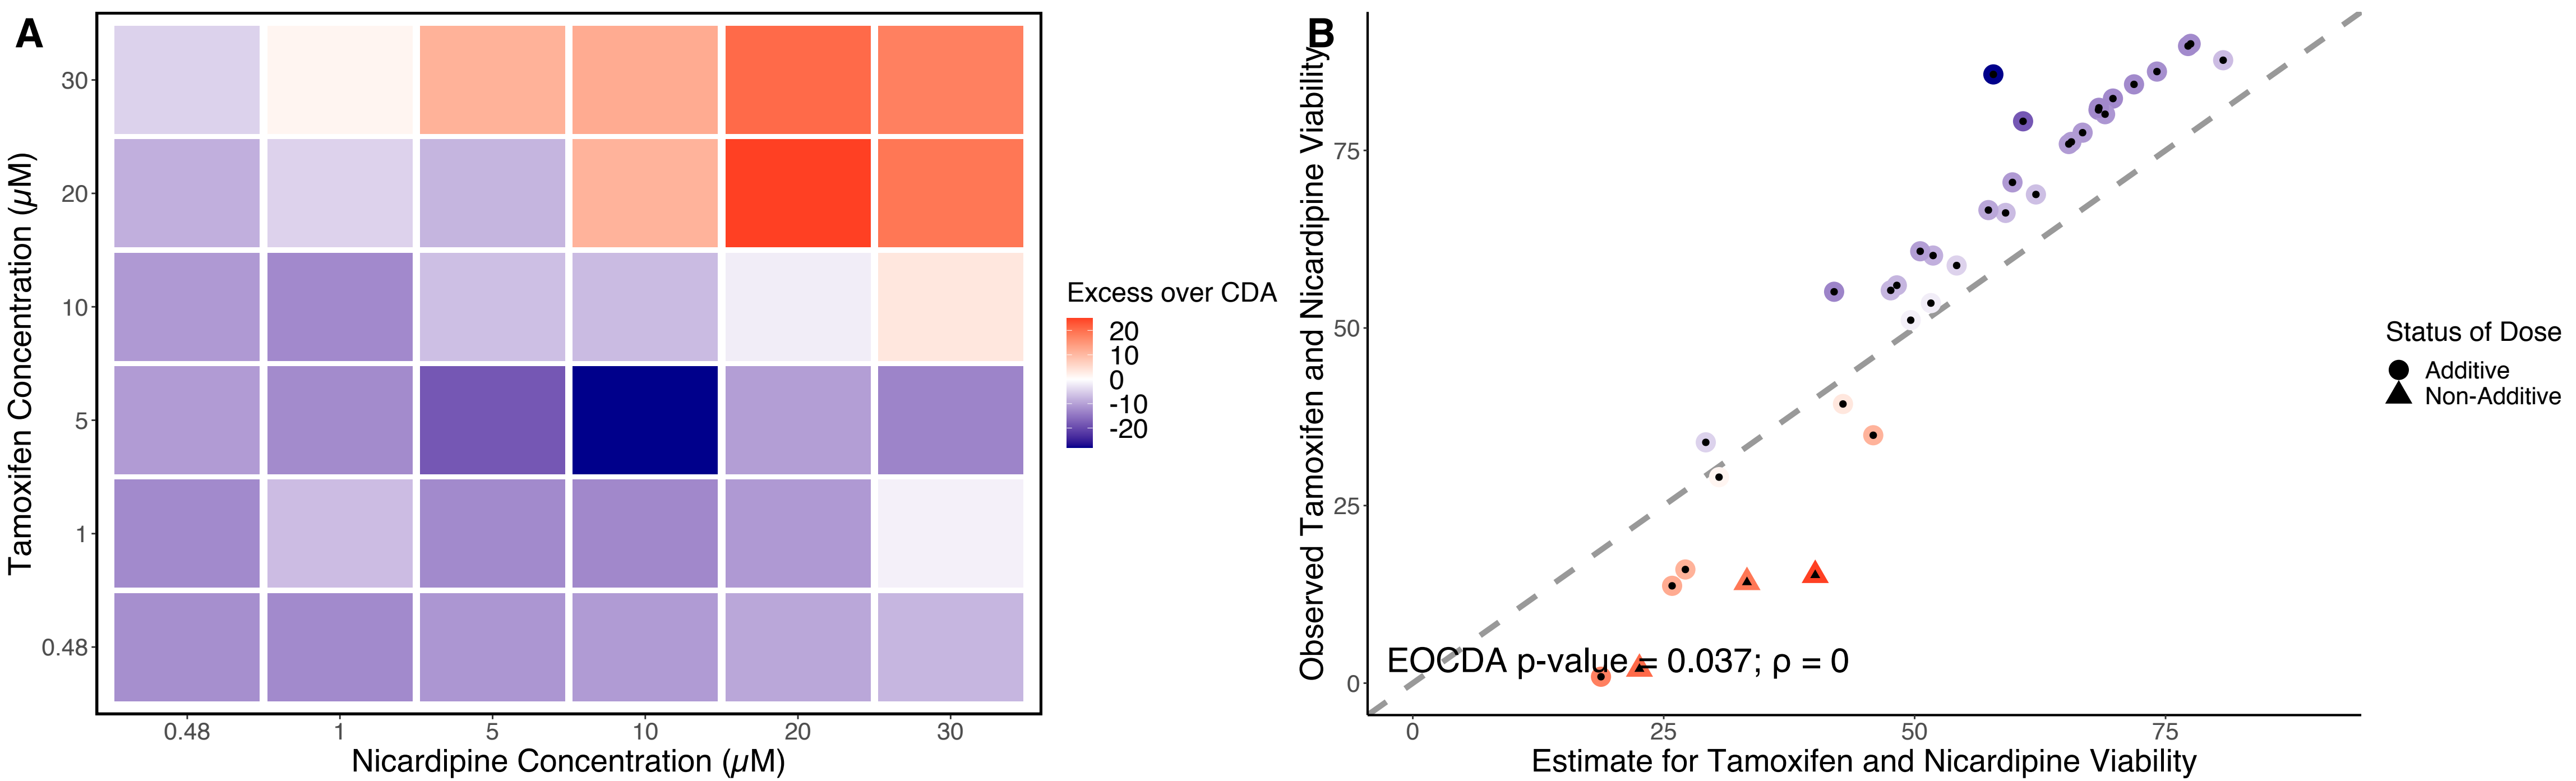 A
Tamoxifen Concentration (µM)
30
20
10
5
1
0.48
0.48 1 5 10 20 30
Nicardipine Concentration (µM)
Excess over CDA
20
10
0
-10
-20
B
Observed Tamoxifen and Nicardipine Viability
75
50
25
0
EOCDA p-value = 0.037; ρ = 0
0 25 50 75
Estimate for Tamoxifen and Nicardipine Viability
Status of Dose
Additive
Non-Additive